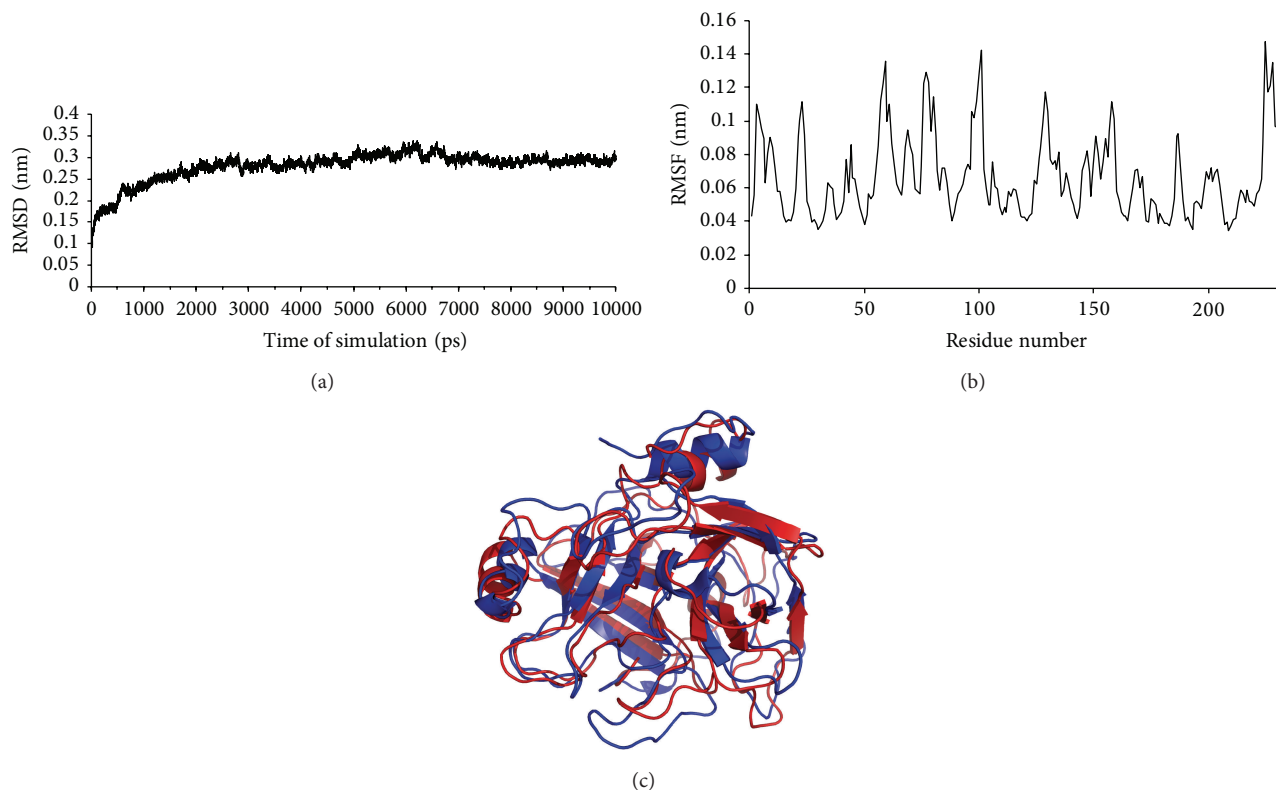 0.4
0.35
0.3
0.25
0.2
0.15
0.1
0.05
0
RMSD (nm)
0 1000 2000 3000 4000 5000 6000 7000 8000 9000 10000
Time of simulation (ps)
(a)
0.16
0.14
0.12
0.1
0.08
0.06
0.04
0.02
0
RMSF (nm)
0 50 100 150 200
Residue number
(b)
(c)